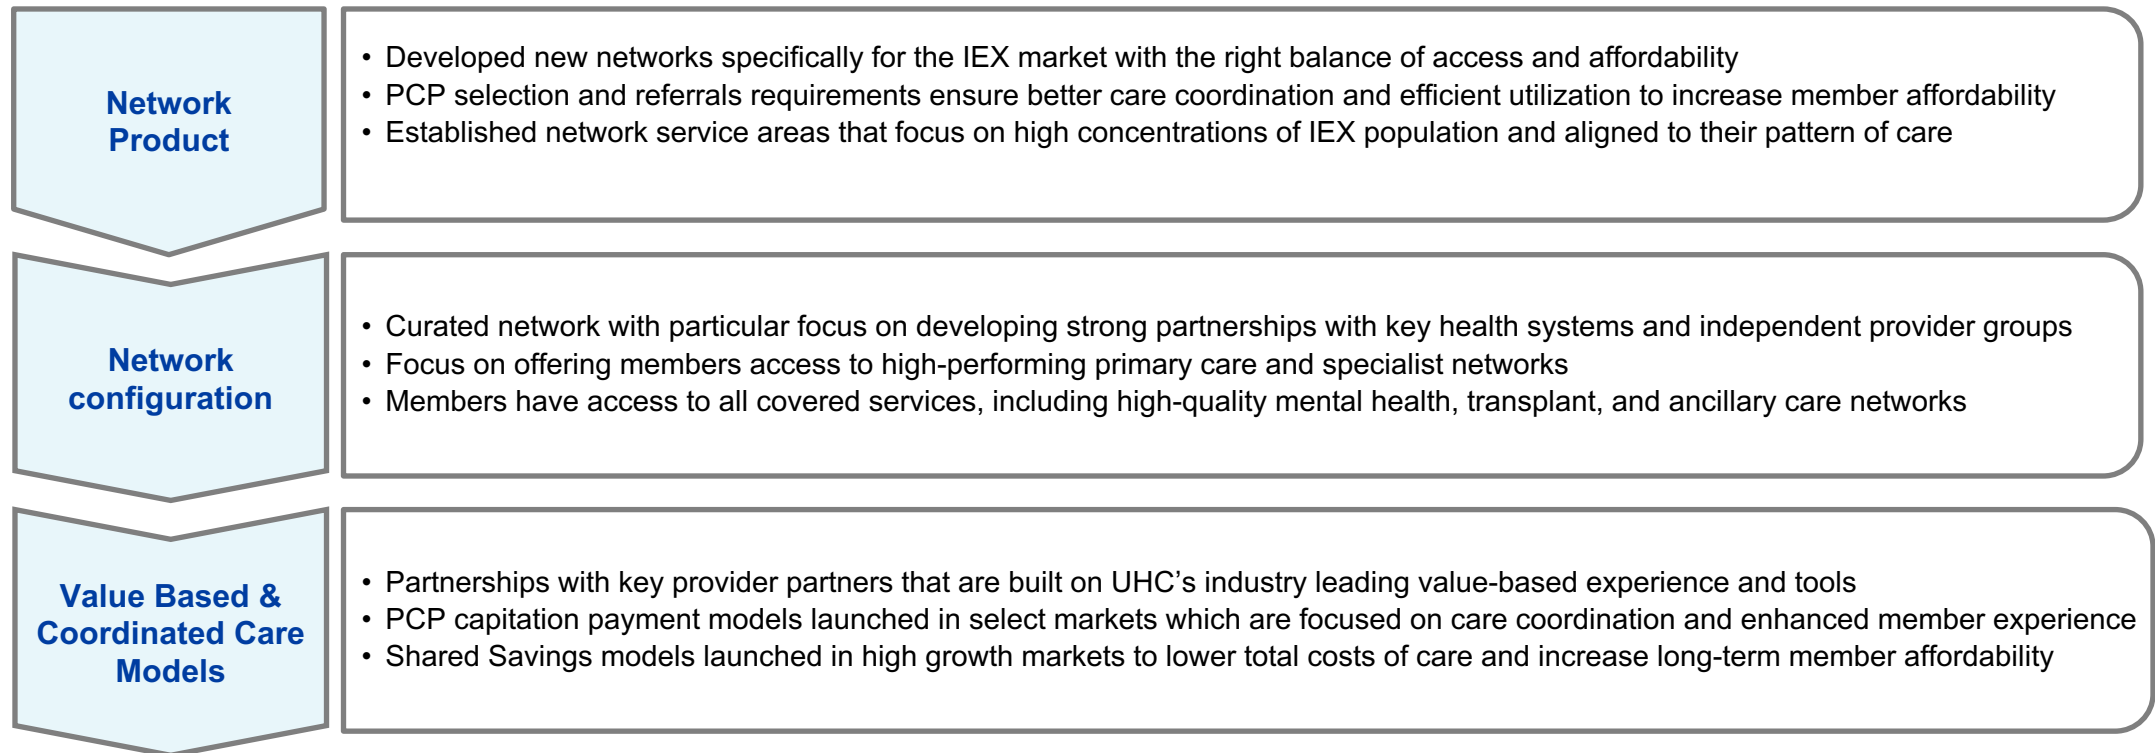 Network
Product
• Developed new networks specifically for the IEX market with the right balance of access and affordability
• PCP selection and referrals requirements ensure better care coordination and efficient utilization to increase member affordability
• Established network service areas that focus on high concentrations of IEX population and aligned to their pattern of care
Network
configuration
• Curated network with particular focus on developing strong partnerships with key health systems and independent provider groups
• Focus on offering members access to high-performing primary care and specialist networks
• Members have access to all covered services, including high-quality mental health, transplant, and ancillary care networks
Value Based &
Coordinated Care
Models
• Partnerships with key provider partners that are built on UHC’s industry leading value-based experience and tools
• PCP capitation payment models launched in select markets which are focused on care coordination and enhanced member experience
• Shared Savings models launched in high growth markets to lower total costs of care and increase long-term member affordability